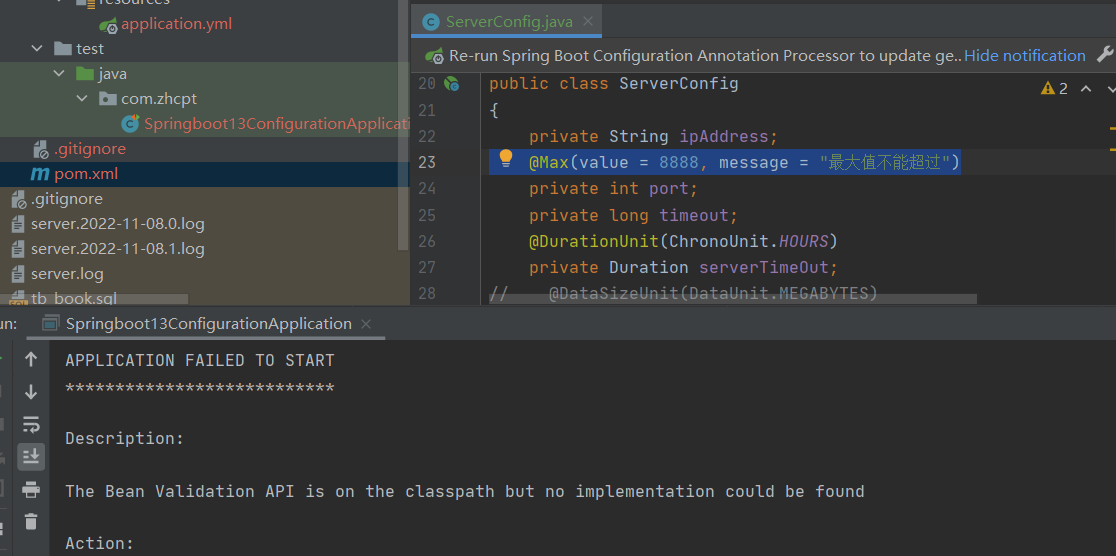 resources
application.yml
test
java
com.zhcpt
Springboot13ConfigurationApplicati
.gitignore
pom.xml
.gitignore
server.2022-11-08.0.log
server.2022-11-08.1.log
server.log
tb_book.sql
ServerConfig.java
Re-run Spring Boot Configuration Annotation Processor to update ge.. Hide notification
20 public class ServerConfig
2
21 {
22 private String ipAddress;
23 @Max(value = 8888, message = "最大值不能超过")
24 private int port;
25 private long timeout;
26 @DurationUnit(ChronoUnit.HOURS)
27 private Duration serverTimeOut;
28 // @DataSizeUnit(DataUnit.MEGABYTES)
un: Springboot13ConfigurationApplication
APPLICATION FAILED TO START
***************************
Description:
The Bean Validation API is on the classpath but no implementation could be found
Action: